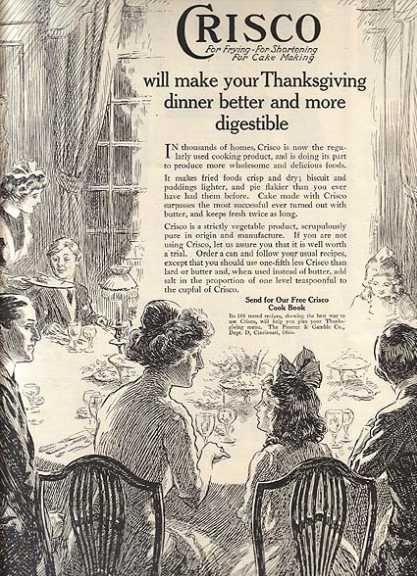 CRISCO
For Frying-For Shortening
For Cake Making
will make your Thanksgiving
dinner better and more
digestible
IN thousands of homes, Crisco is now the regu-
larly used cooking product, and is doing its part
to produce more wholesome and delicious foods.
It makes fried foods crisp and dry; biscuit and
puddings lighter, and pie flakier than you ever
have had them before. Cake made with Crisco
surpasses the most successful ever turned out with
butter, and keeps fresh twice as long.
Crisco is a strictly vegetable product, scrupulously
pure in origin and manufacture. If you are not
using Crisco, let us assure you that it is well worth
a trial. Order a can and follow your usual recipes,
except that you should use one-fifth less Crisco than
lard or butter and, when used instead of butter, add
salt in the proportion of one level teaspoonful to
the cupful of Crisco.
Send for Our Free Crisco
Cook Book
Its 100 tested recipes, showing the best way to
use Crisco, will help you plan your Thanks-
giving menu. The Procter & Gamble Co.,
Dept. D, Cincinnati, Ohio.